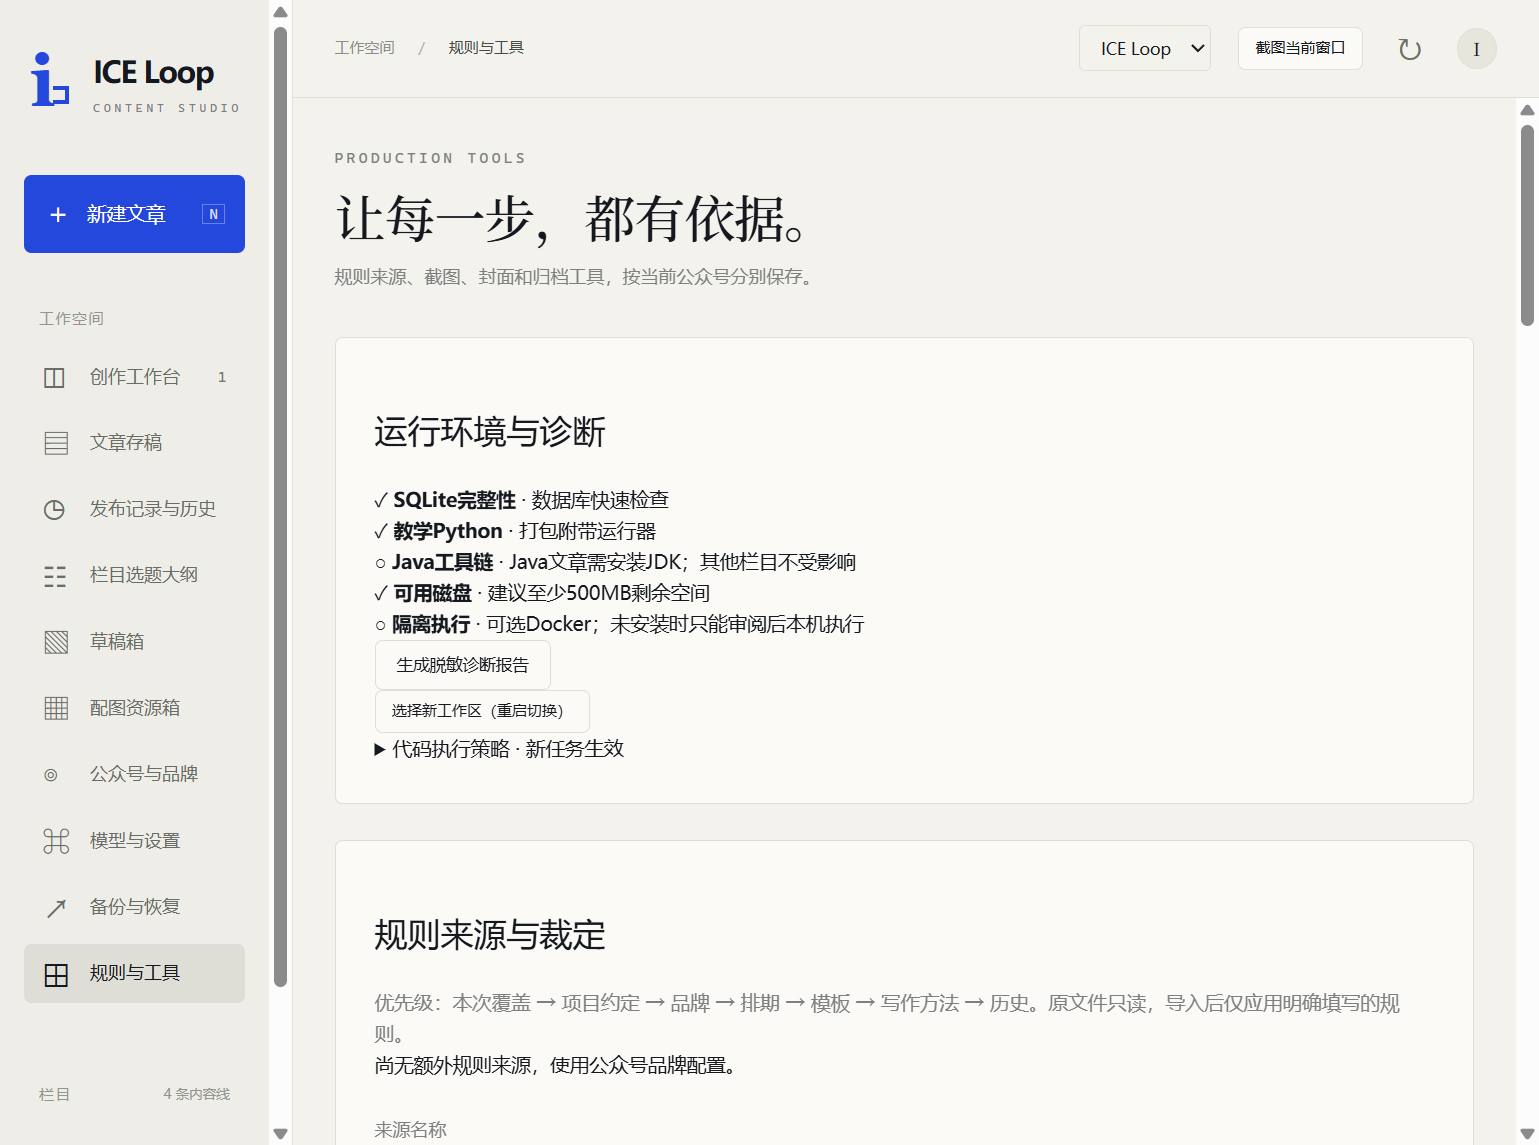 ICE Loop
CONTENT STUDIO
+ 新建文章 N
工作空间
创作工作台 1
文章存稿
发布记录与历史
栏目选题大纲
草稿箱
配图资源箱
公众号与品牌
模型与设置
备份与恢复
规则与工具
栏目 4 条内容线
工作空间 / 规则与工具
ICE Loop
截图当前窗口
I
PRODUCTION TOOLS
让每一步，都有依据。
规则来源、截图、封面和归档工具，按当前公众号分别保存。
运行环境与诊断
✓ SQLite完整性 · 数据库快速检查
✓ 教学Python · 打包附带运行器
○ Java工具链 · Java文章需安装JDK；其他栏目不受影响
✓ 可用磁盘 · 建议至少500MB剩余空间
○ 隔离执行 · 可选Docker；未安装时只能审阅后本机执行
生成脱敏诊断报告
选择新工作区（重启切换）
▶ 代码执行策略 · 新任务生效
规则来源与裁定
优先级：本次覆盖 → 项目约定 → 品牌 → 排期 → 模板 → 写作方法 → 历史。原文件只读，导入后仅应用明确填写的规
则。
尚无额外规则来源，使用公众号品牌配置。
来源名称